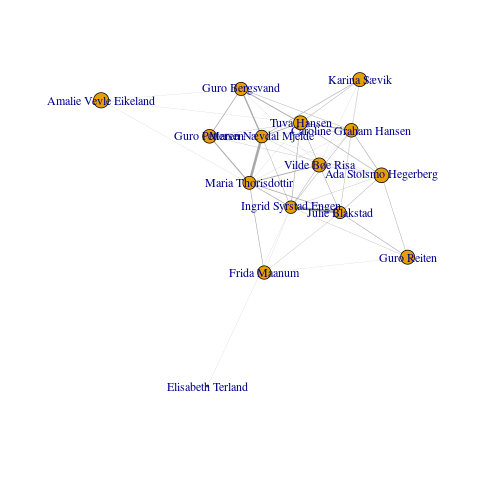 Karina Sævik
Guro Bergsvand
Amalie Vevle Eikeland
Tuva Hansen
Caroline Graham Hansen
Guro Pettersen
Maren Nævdal Mjelde
Vilde Bøe Risa
Ada Stolsmo Hegerberg
Maria Thorisdottir
Ingrid Syrstad Engen
Julie Blakstad
Guro Reiten
Frida Maanum
Elisabeth Terland